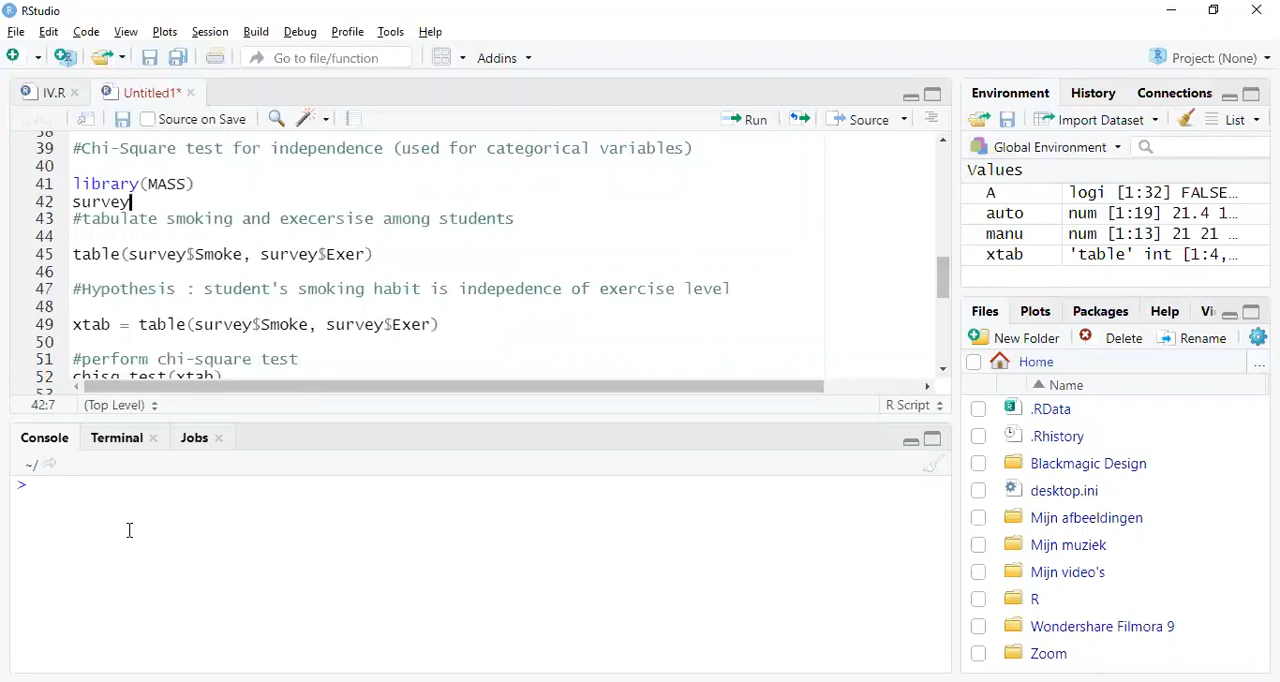 RStudio
File Edit Code View Plots Session Build Debug Profile Tools Help
Go to file/function Addins Project: (None)
IV.R Untitled1*
Source on Save Run Source
38
39 #Chi-Square test for independence (used for categorical variables)
40
41 library(MASS)
42 survey
43 #tabulate smoking and execersise among students
44
45 table(survey$Smoke, survey$Exer)
46
47 #Hypothesis : student's smoking habit is indepedence of exercise level
48
49 xtab = table(survey$Smoke, survey$Exer)
50
51 #perform chi-square test
52 chisq.test(xtab)
53
42:7 (Top Level) R Script
Console Terminal Jobs
~/
>
Environment History Connections
Import Dataset List
Global Environment
Values
A logi [1:32] FALSE…
auto num [1:19] 21.4 1…
manu num [1:13] 21 21 …
xtab 'table' int [1:4,…
Files Plots Packages Help Vi
New Folder Delete Rename
Home ...
Name
.RData
.Rhistory
Blackmagic Design
desktop.ini
Mijn afbeeldingen
Mijn muziek
Mijn video's
R
Wondershare Filmora 9
Zoom